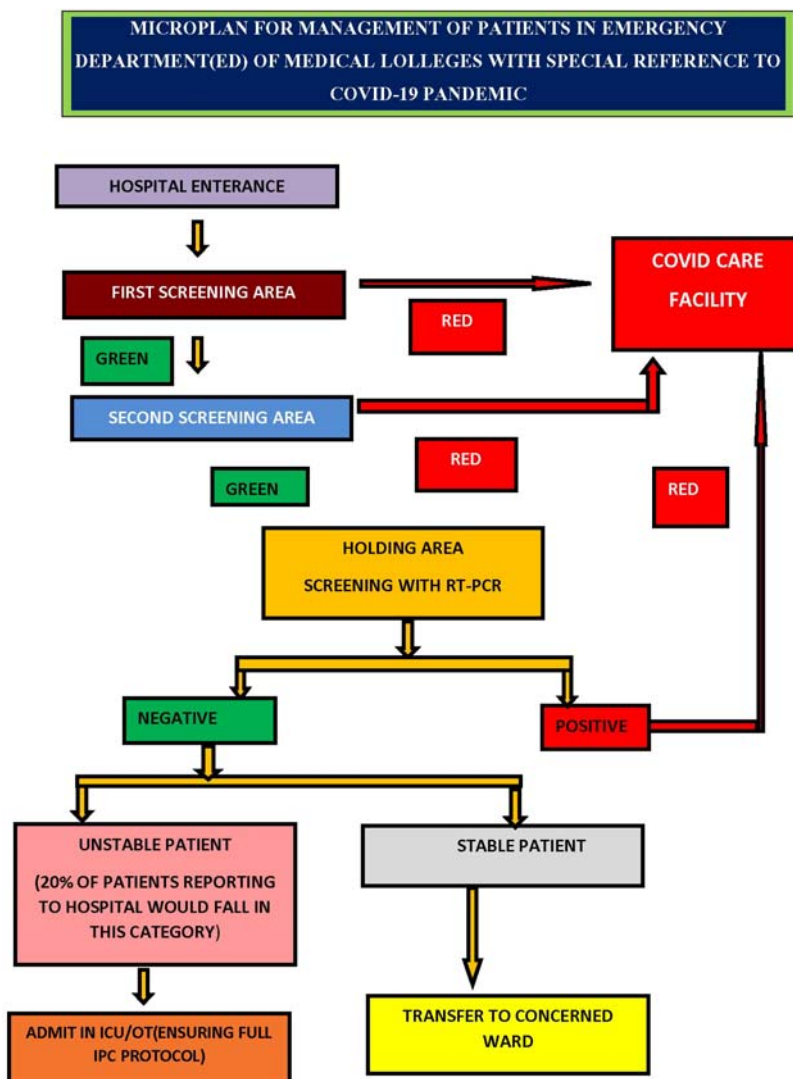 MICROPLAN FOR MANAGEMENT OF PATIENTS IN EMERGENCY
DEPARTMENT(ED) OF MEDICAL LOLLEGES WITH SPECIAL REFERENCE TO
COVID-19 PANDEMIC
HOSPITAL ENTERANCE
FIRST SCREENING AREA
COVID CARE
FACILITY
RED
GREEN
SECOND SCREENING AREA
RED
RED
GREEN
HOLDING AREA
SCREENING WITH RT-PCR
NEGATIVE
POSITIVE
UNSTABLE PATIENT
(20% OF PATIENTS REPORTING
TO HOSPITAL WOULD FALL IN
THIS CATEGORY)
STABLE PATIENT
ADMIT IN ICU/OT(ENSURING FULL
IPC PROTOCOL)
TRANSFER TO CONCERNED
WARD